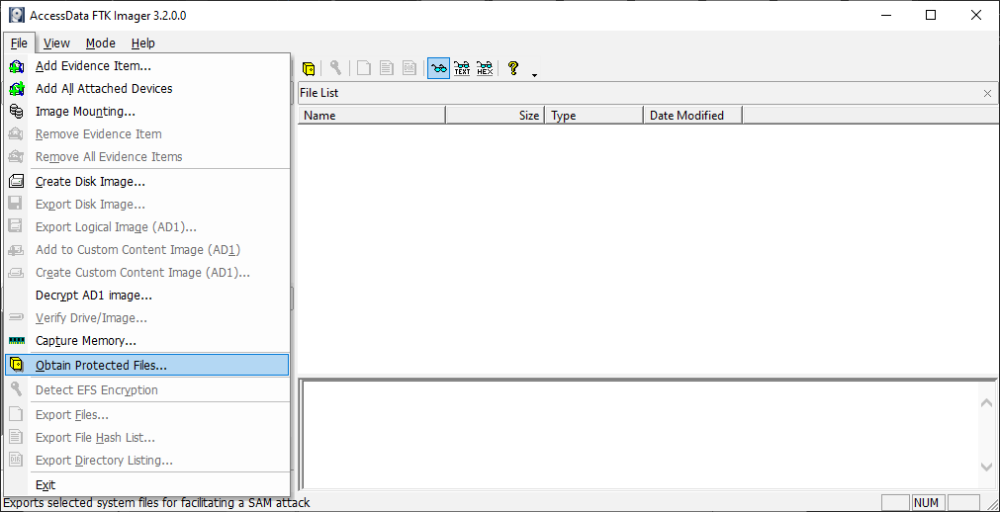 AccessData FTK Imager 3.2.0.0
File View Mode Help
Add Evidence Item...
Add All Attached Devices
Image Mounting...
Remove Evidence Item
Remove All Evidence Items
Create Disk Image...
Export Disk Image...
Export Logical Image (AD1)...
Add to Custom Content Image (AD1)
Create Custom Content Image (AD1)...
Decrypt AD1 image...
Verify Drive/Image...
Capture Memory...
Obtain Protected Files...
Detect EFS Encryption
Export Files...
Export File Hash List...
Export Directory Listing...
Exit
TEXT HEX ?
File List
Name Size Type Date Modified
Exports selected system files for facilitating a SAM attack
NUM